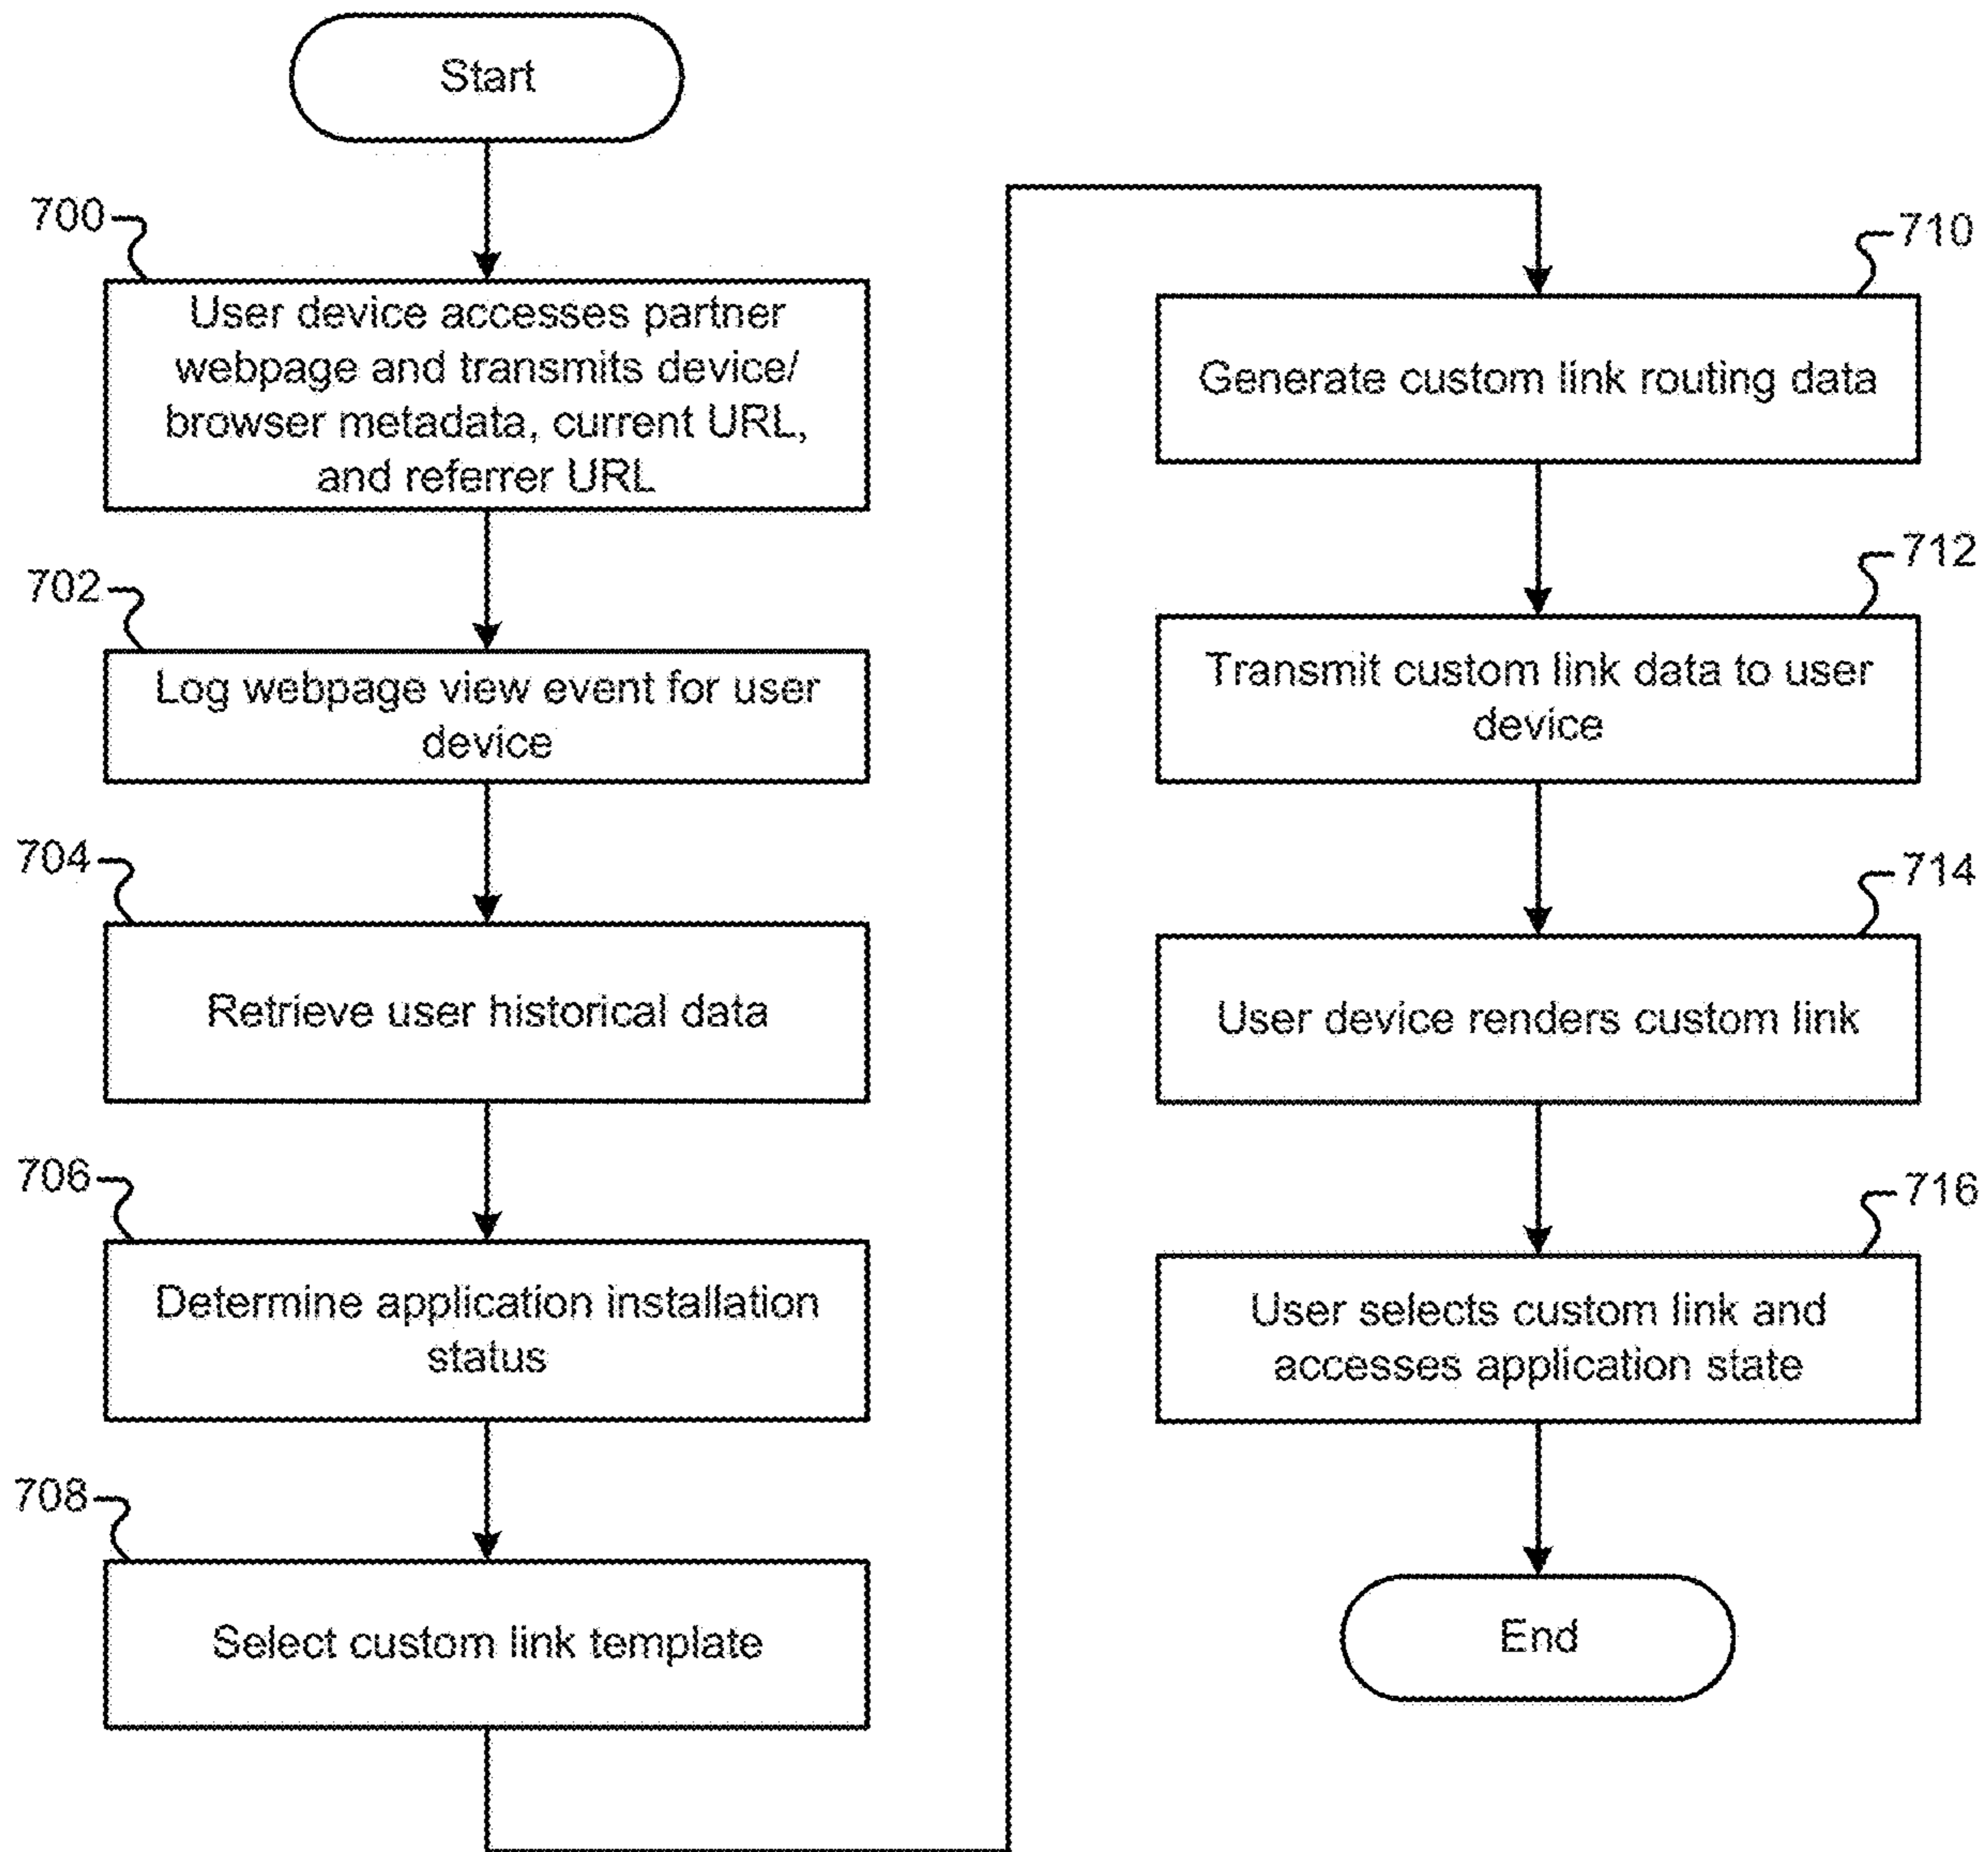 Start
700
User device accesses partner
webpage and transmits device/
browser metadata, current URL,
and referrer URL
702
Log webpage view event for user
device
704
Retrieve user historical data
706
Determine application installation
status
708
Select custom link template
710
Generate custom link routing data
712
Transmit custom link data to user
device
714
User device renders custom link
716
User selects custom link and
accesses application state
End